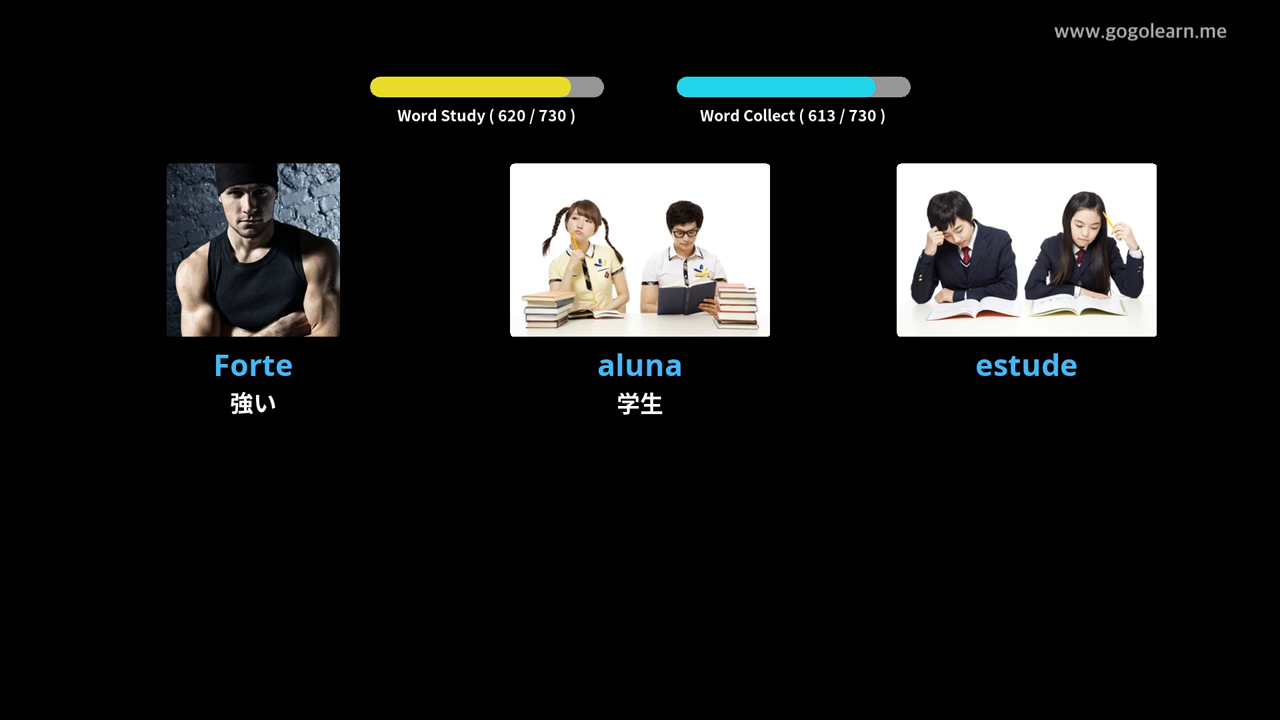 www.gogolearn.me
Word Study ( 620 / 730 )
Word Collect ( 613 / 730 )
Forte
強い
aluna
学生
estude